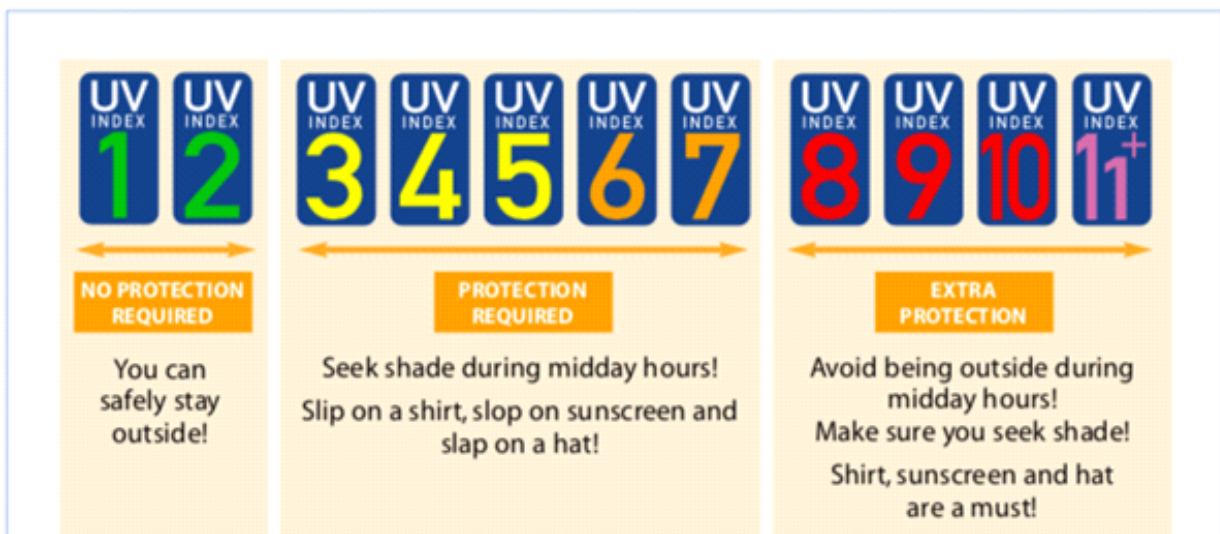 UV
INDEX
1
UV
INDEX
2
UV
INDEX
3
UV
INDEX
4
UV
INDEX
5
UV
INDEX
6
UV
INDEX
7
UV
INDEX
8
UV
INDEX
9
UV
INDEX
10
UV
INDEX
11+
NO PROTECTION
REQUIRED
You can
safely stay
outside!
PROTECTION
REQUIRED
Seek shade during midday hours!
Slip on a shirt, slop on sunscreen and
slap on a hat!
EXTRA
PROTECTION
Avoid being outside during
midday hours!
Make sure you seek shade!
Shirt, sunscreen and hat
are a must!